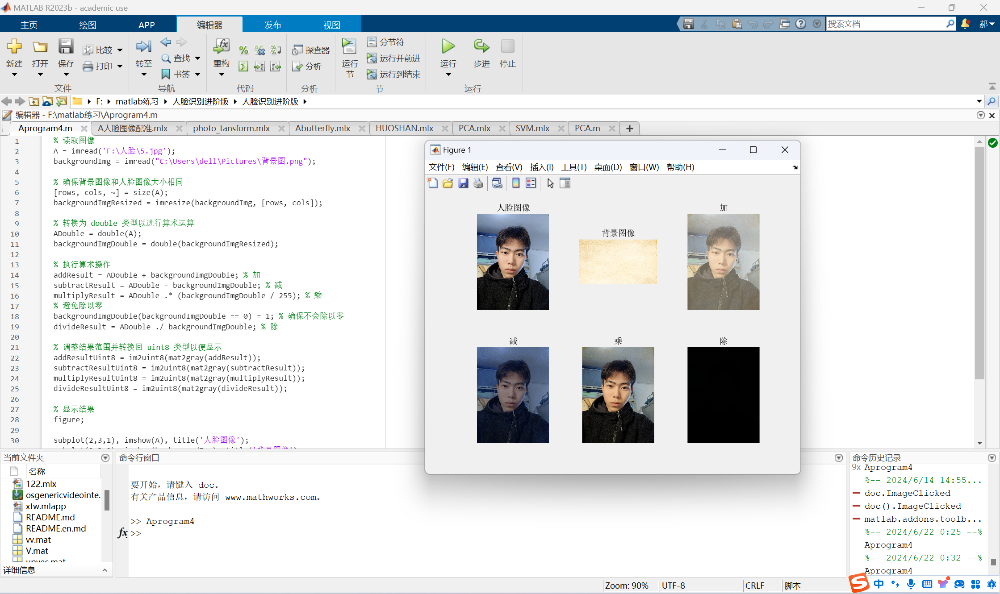 MATLAB R2023b - academic use
主页 绘图 APP 编辑器 发布 视图 搜索文档 郝
新建 打开 保存 比较 打印 转至 查找 书签 重构 探查器 分析 运行节 分节符 运行并前进 运行到结束 运行 步进 停止
文件 导航 代码 分析 节 运行
F: matlab练习 人脸识别进阶版 人脸识别进阶版
编辑器 - F:\matlab练习\Aprogram4.m
Aprogram4.m A人脸图像配准.mlx photo_tansform.mlx Abutterfly.mlx HUOSHAN.mlx PCA.mlx SVM.mlx PCA.m
1 % 读取图像
2 A = imread('F:\人脸\5.jpg');
3 backgroundImg = imread("C:\Users\dell\Pictures\背景图.png");
4
5 % 确保背景图像和人脸图像大小相同
6 [rows, cols, ~] = size(A);
7 backgroundImgResized = imresize(backgroundImg, [rows, cols]);
8
9 % 转换为 double 类型以进行算术运算
10 ADouble = double(A);
11 backgroundImgDouble = double(backgroundImgResized);
12
13 % 执行算术操作
14 addResult = ADouble + backgroundImgDouble; % 加
15 subtractResult = ADouble - backgroundImgDouble; % 减
16 multiplyResult = ADouble .* (backgroundImgDouble / 255); % 乘
17 % 避免除以零
18 backgroundImgDouble(backgroundImgDouble == 0) = 1; % 确保不会除以零
19 divideResult = ADouble ./ backgroundImgDouble; % 除
20
21 % 调整结果范围并转换回 uint8 类型以便显示
22 addResultUint8 = im2uint8(mat2gray(addResult));
23 subtractResultUint8 = im2uint8(mat2gray(subtractResult));
24 multiplyResultUint8 = im2uint8(mat2gray(multiplyResult));
25 divideResultUint8 = im2uint8(mat2gray(divideResult));
26
27 % 显示结果
28 figure;
29
30 subplot(2,3,1), imshow(A), title('人脸图像');
Figure 1
文件(F) 编辑(E) 查看(V) 插入(I) 工具(T) 桌面(D) 窗口(W) 帮助(H)
人脸图像
背景图像
加
减
乘
除
当前文件夹
名称
122.mlx
osgenericvideointe.
xtw.mlapp
README.md
README.en.md
vv.mat
V.mat
详细信息
命令行窗口
要开始，请键入 doc。
有关产品信息，请访问 www.mathworks.com。
>> Aprogram4
fx >>
命令历史记录
9x Aprogram4
%-- 2024/6/14 14:55...
doc.ImageClicked
doc().ImageClicked
matlab.addons.toolb...
%-- 2024/6/22 0:25 --%
Aprogram4
%-- 2024/6/22 0:32 --%
Aprogram4
Zoom: 90% UTF-8 CRLF 脚本
S 中